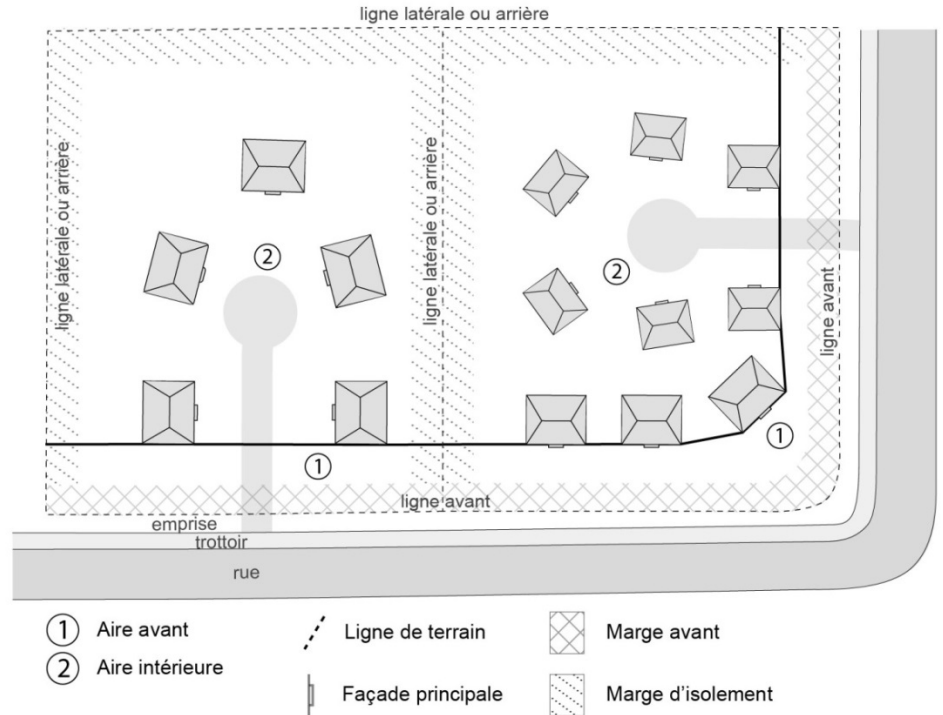 ligne latérale ou arrière
ligne latérale ou arrière
ligne latérale ou arrière
ligne avant
2
2
1
1
ligne avant
emprise
trottoir
rue
1 Aire avant
Ligne de terrain
Marge avant
2 Aire intérieure
Façade principale
Marge d'isolement